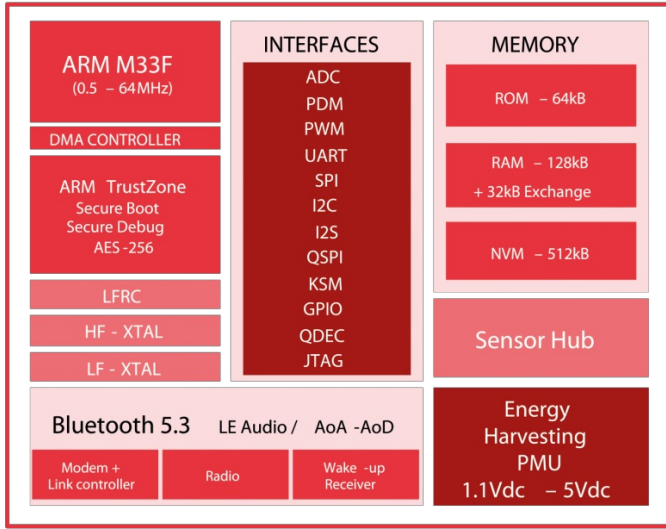 ARM M33F
(0.5 – 64MHz)
DMA CONTROLLER
ARM TrustZone
Secure Boot
Secure Debug
AES -256
LFRC
HF - XTAL
LF - XTAL
INTERFACES
ADC
PDM
PWM
UART
SPI
I2C
I2S
QSPI
KSM
GPIO
QDEC
JTAG
MEMORY
ROM – 64kB
RAM – 128kB
+ 32kB Exchange
NVM – 512kB
Sensor Hub
Bluetooth 5.3 LE Audio / AoA -AoD
Modem +
Link controller
Radio
Wake -up
Receiver
Energy
Harvesting
PMU
1.1Vdc – 5Vdc